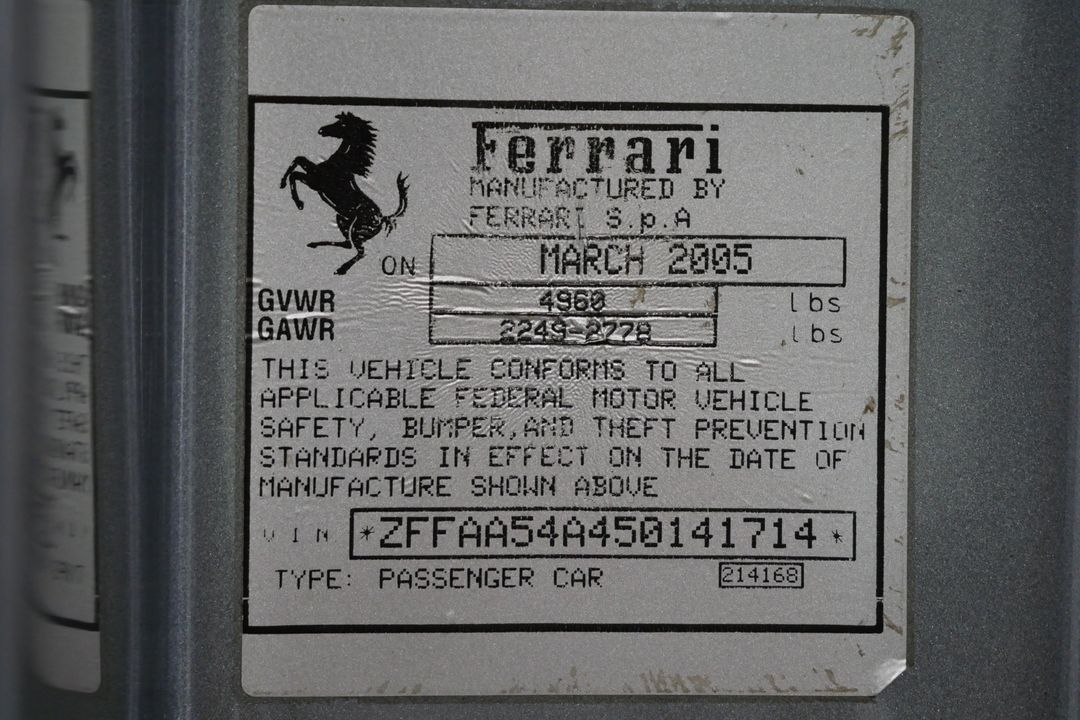 Ferrari
MANUFACTURED BY
FERRARI S.p.A
ON MARCH 2005
GVWR 4960 lbs
GAWR 2249-2778 lbs
THIS VEHICLE CONFORMS TO ALL
APPLICABLE FEDERAL MOTOR VEHICLE
SAFETY, BUMPER,AND THEFT PREVENTION
STANDARDS IN EFFECT ON THE DATE OF
MANUFACTURE SHOWN ABOVE
VIN *ZFFAA54A450141714*
TYPE: PASSENGER CAR 214168